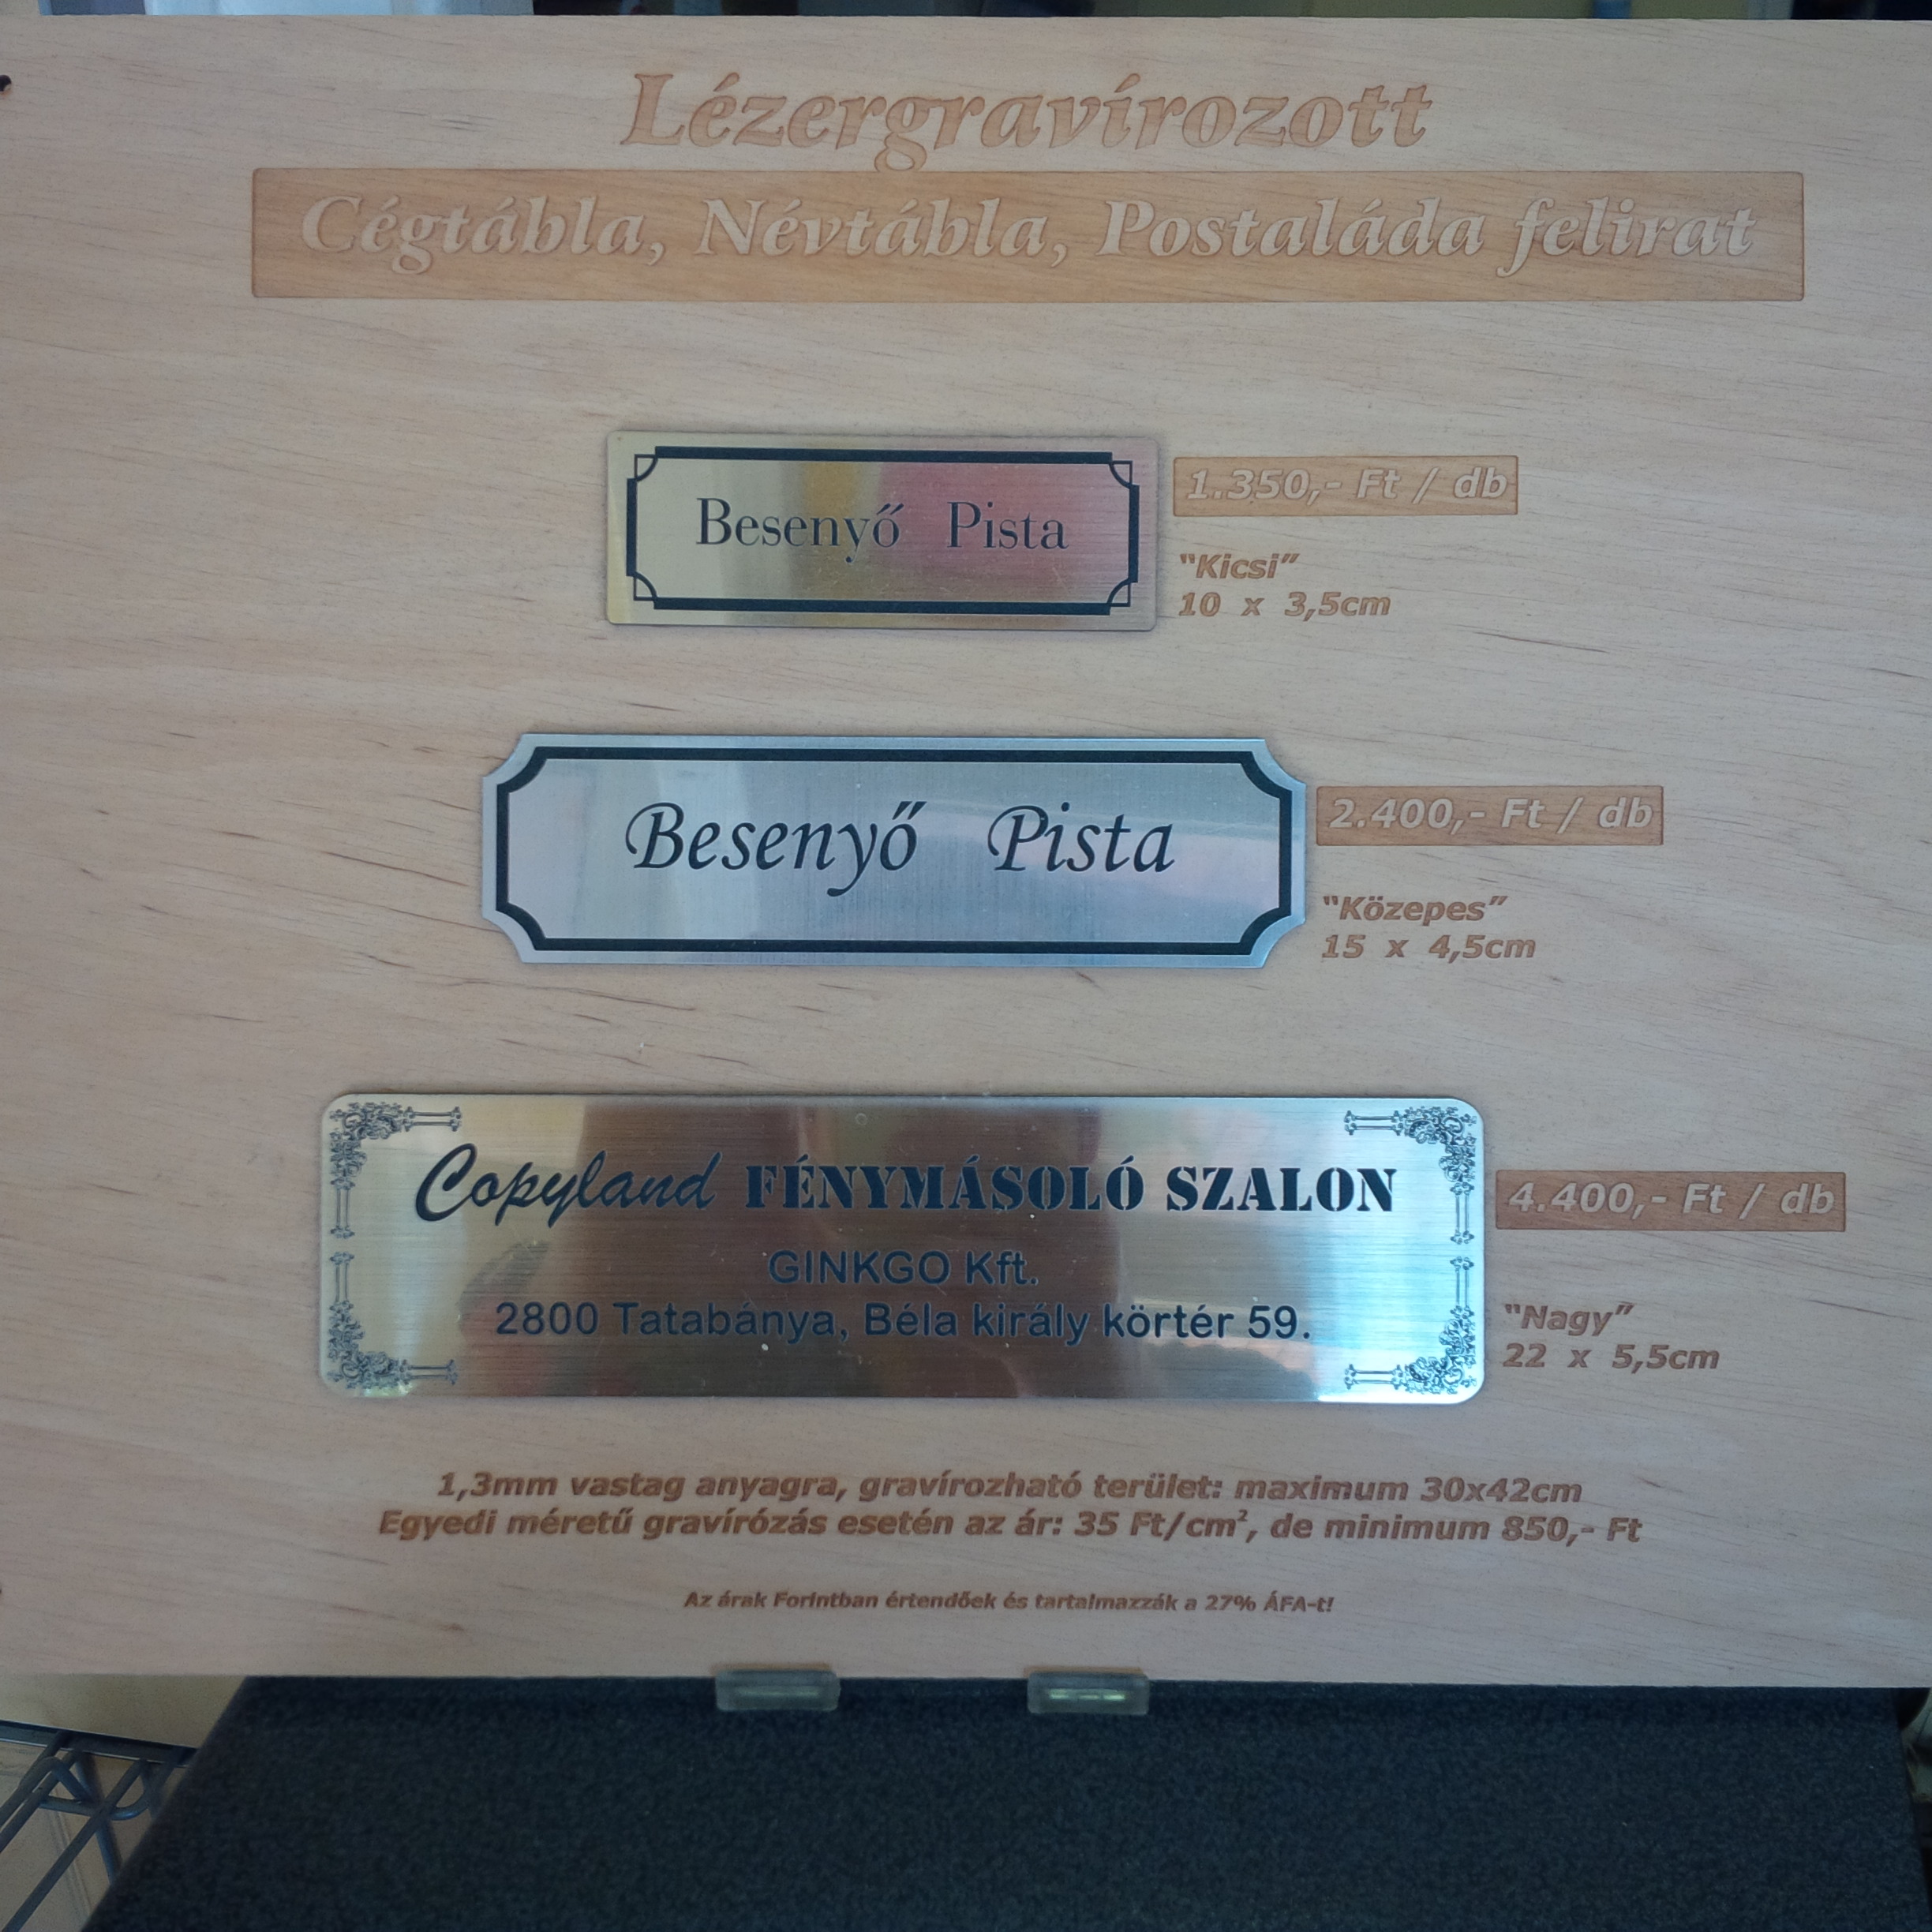 Lézergravírozott
Cégtábla, Névtábla, Postaláda felirat
Besenyő Pista
1.350,- Ft / db
"Kicsi"
10 x 3,5cm
Besenyő Pista
2.400,- Ft / db
"Közepes"
15 x 4,5cm
Copyland FÉNYMÁSOLÓ SZALON
GINKGO Kft.
2800 Tatabánya, Béla király körtér 59.
4.400,- Ft / db
"Nagy"
22 x 5,5cm
1,3mm vastag anyagra, gravírozható terület: maximum 30x42cm
Egyedi méretű gravírózás esetén az ár: 35 Ft/cm², de minimum 850,- Ft
Az árak Forintban értendőek és tartalmazzák a 27% ÁFA-t!